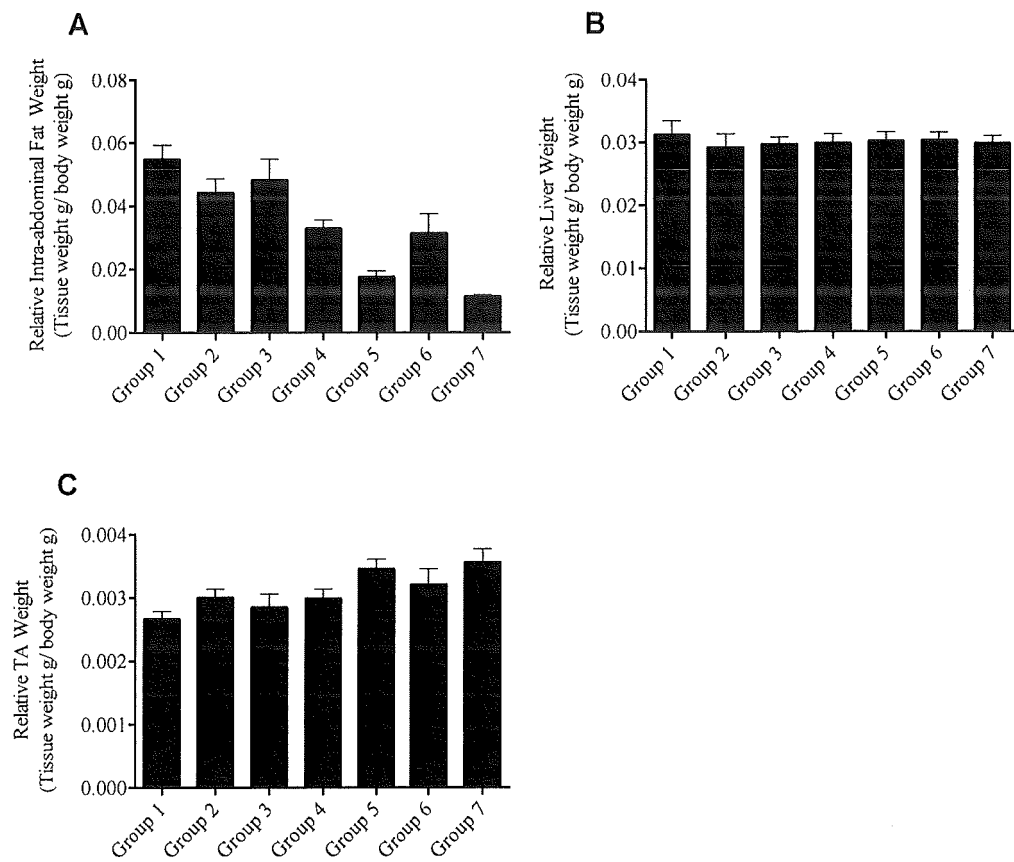 A
Relative Intra-abdominal Fat Weight
(Tissue weight g/ body weight g)
0.08
0.06
0.04
0.02
0.00
Group 1
Group 2
Group 3
Group 4
Group 5
Group 6
Group 7
B
Relative Liver Weight
(Tissue weight g/ body weight g)
0.04
0.03
0.02
0.01
0.00
Group 1
Group 2
Group 3
Group 4
Group 5
Group 6
Group 7
C
Relative TA Weight
(Tissue weight g/ body weight g)
0.004
0.003
0.002
0.001
0.000
Group 1
Group 2
Group 3
Group 4
Group 5
Group 6
Group 7